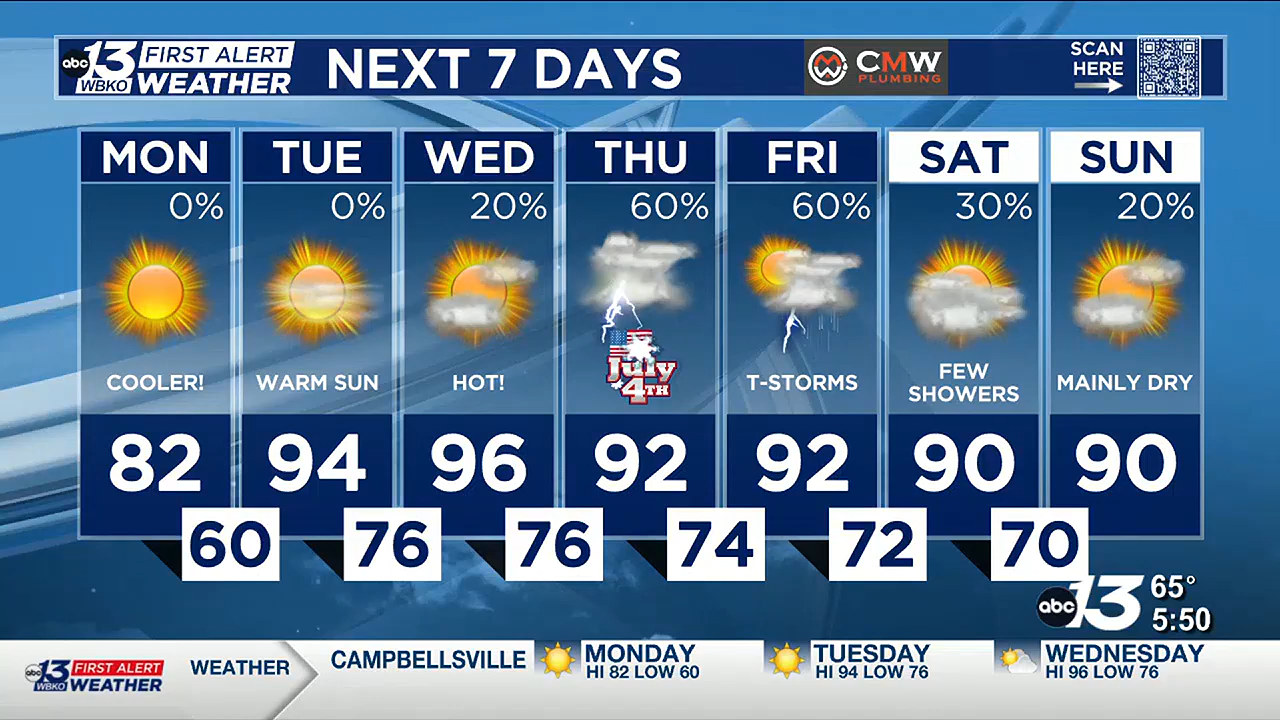 abc 13 FIRST ALERT
WBKO WEATHER
NEXT 7 DAYS
CMW
PLUMBING
SCAN
HERE
MON TUE WED THU FRI SAT SUN
0% 0% 20% 60% 60% 30% 20%
July
4TH
COOLER! WARM SUN HOT! T-STORMS FEW SHOWERS MAINLY DRY
82 94 96 92 92 90 90
60 76 76 74 72 70
abc 13 65°
5:50
abc 13 FIRST ALERT
WBKO WEATHER
WEATHER
CAMPBELLSVILLE
MONDAY
HI 82 LOW 60
TUESDAY
HI 94 LOW 76
WEDNESDAY
HI 96 LOW 76